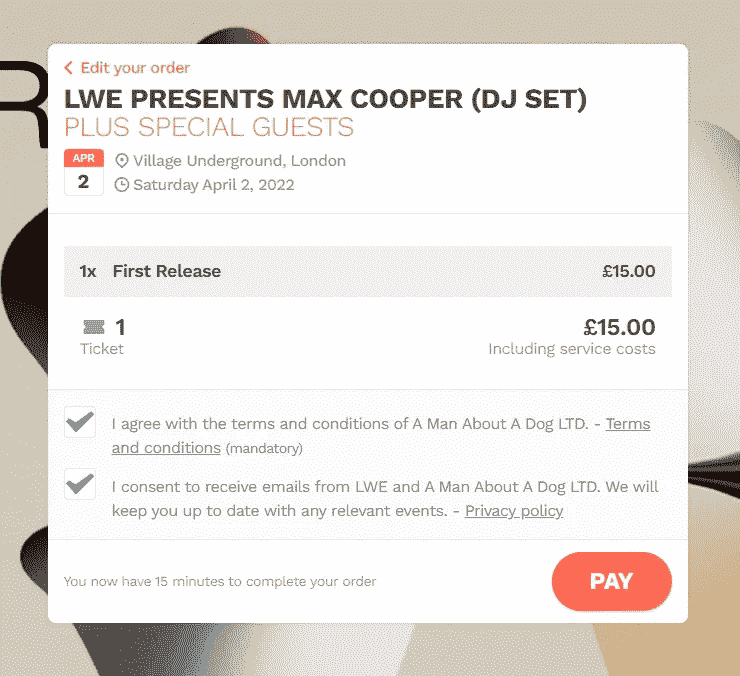 R
Edit your order
LWE PRESENTS MAX COOPER (DJ SET)
PLUS SPECIAL GUESTS
APR
2
Village Underground, London
Saturday April 2, 2022
1x First Release £15.00
1 £15.00
Ticket Including service costs
I agree with the terms and conditions of A Man About A Dog LTD. - Terms
and conditions (mandatory)
I consent to receive emails from LWE and A Man About A Dog LTD. We will
keep you up to date with any relevant events. - Privacy policy
You now have 15 minutes to complete your order PAY